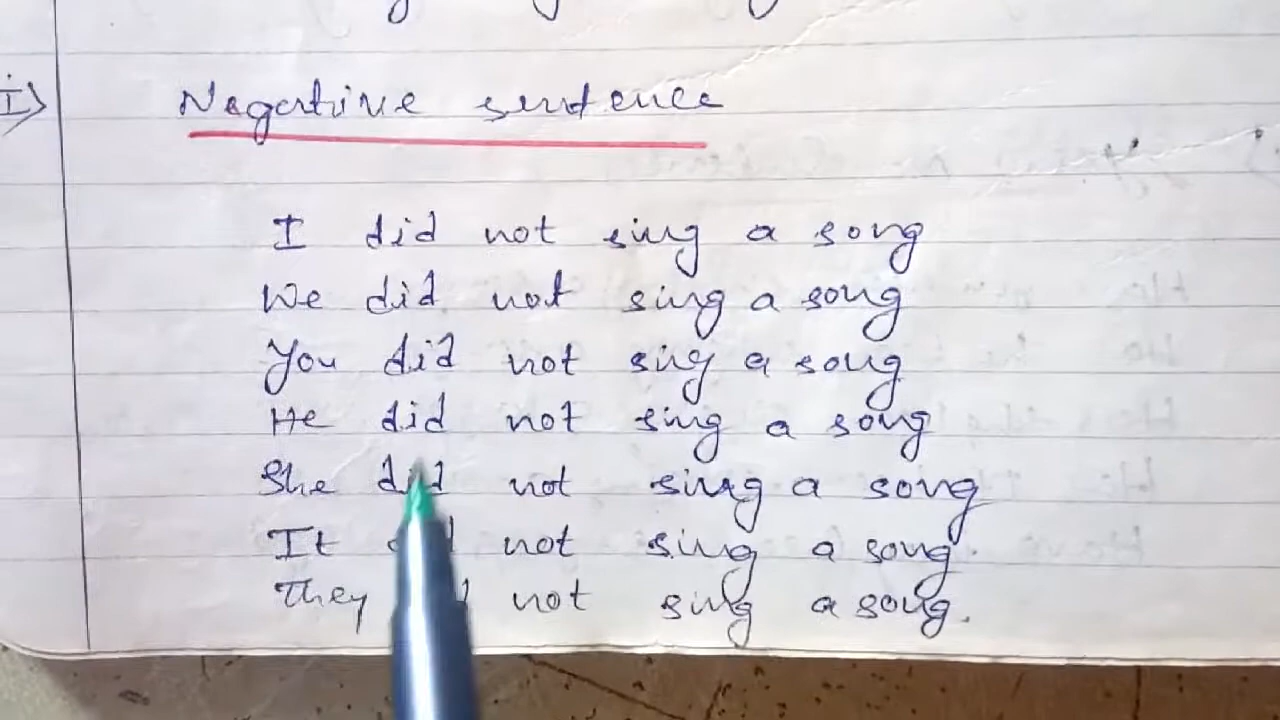 Negative sentence
I did not sing a song
We did not sing a song
You did not sing a song
He did not sing a song
She did not sing a song
It not sing a song.
They not sing a song.